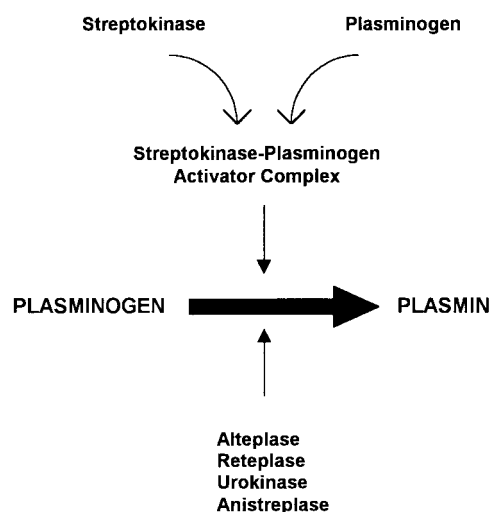 Streptokinase
Plasminogen
Streptokinase-Plasminogen
Activator Complex
PLASMINOGEN
PLASMIN
Alteplase
Reteplase
Urokinase
Anistreplase